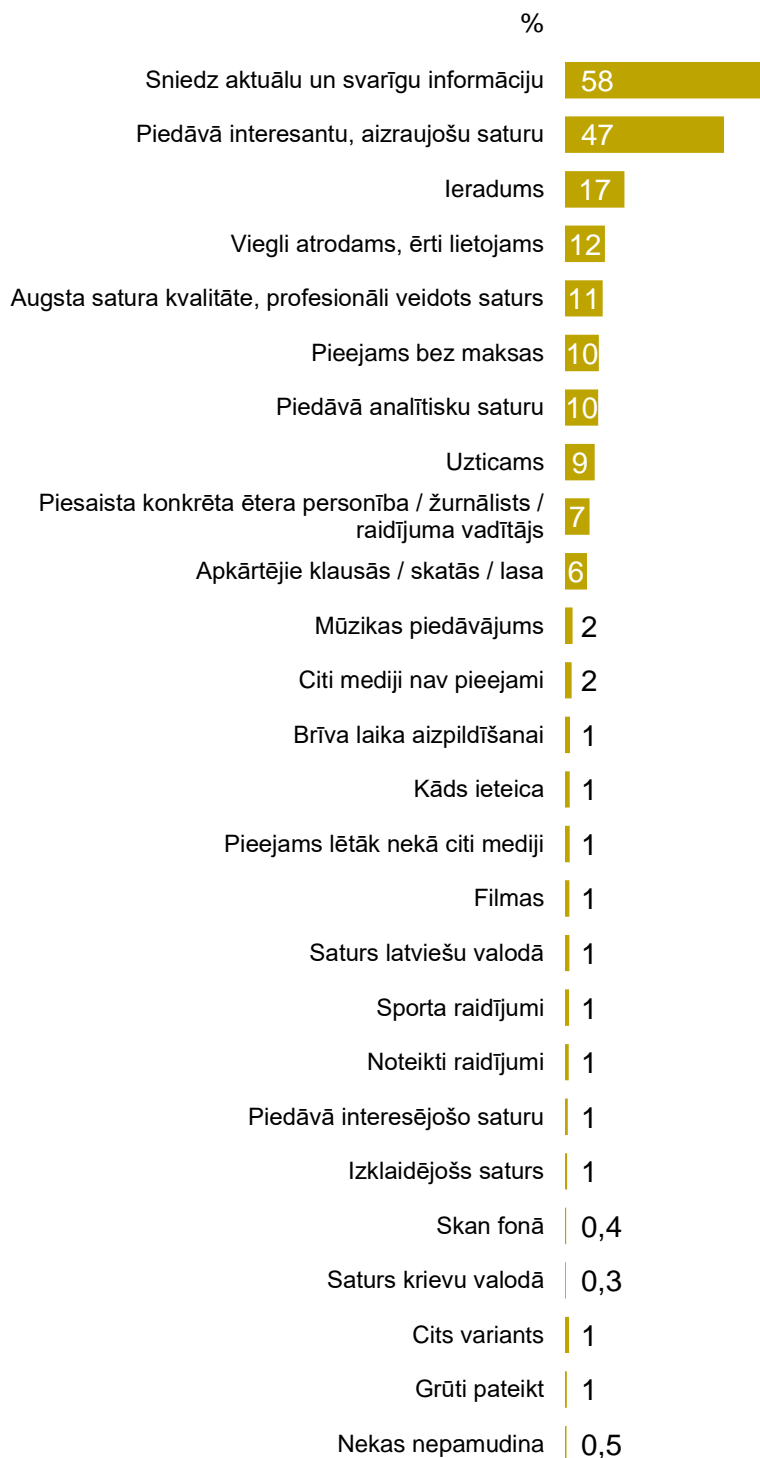 %
Sniedz aktuālu un svarīgu informāciju 58
Piedāvā interesantu, aizraujošu saturu 47
Ieradums 17
Viegli atrodams, ērti lietojams 12
Augsta satura kvalitāte, profesionāli veidots saturs 11
Pieejams bez maksas 10
Piedāvā analītisku saturu 10
Uzticams 9
Piesaista konkrēta ētera personība / žurnālists /
raidījuma vadītājs 7
Apkārtējie klausās / skatās / lasa 6
Mūzikas piedāvājums 2
Citi mediji nav pieejami 2
Brīva laika aizpildīšanai 1
Kāds ieteica 1
Pieejams lētāk nekā citi mediji 1
Filmas 1
Saturs latviešu valodā 1
Sporta raidījumi 1
Noteikti raidījumi 1
Piedāvā interesējošo saturu 1
Izklaidējošs saturs 1
Skan fonā 0,4
Saturs krievu valodā 0,3
Cits variants 1
Grūti pateikt 1
Nekas nepamudina 0,5